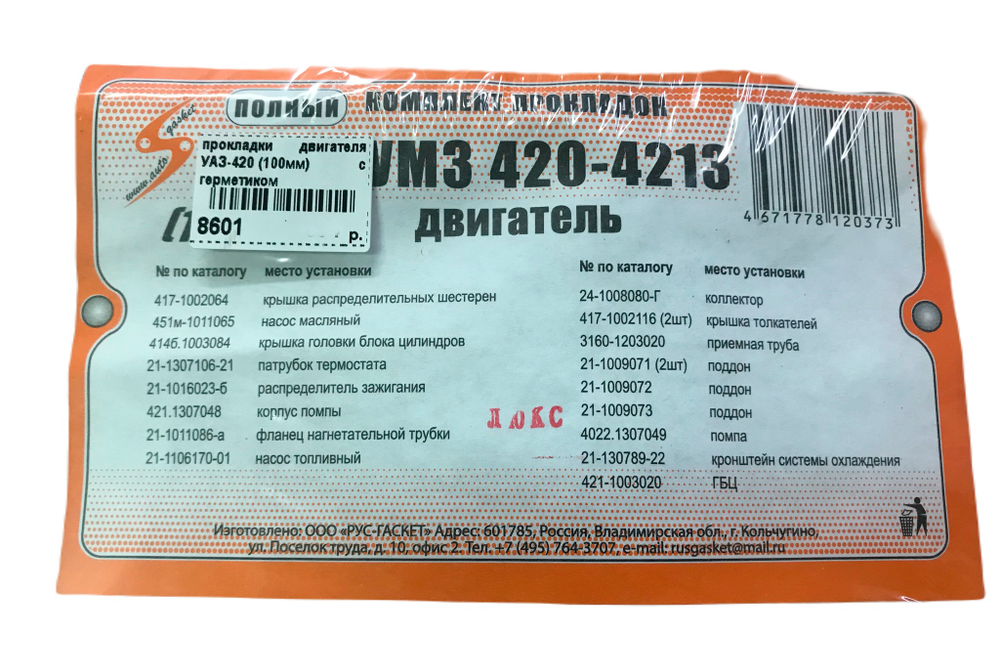 www.auto gasket
ПОЛНЫЙ КОМПЛЕКТ ПРОКЛАДОК
УМЗ 420-4213
двигатель
прокладки двигателя
УАЗ-420 (100мм) с
герметиком
8601 р.
4 671778 120373
№ по каталогу место установки
417-1002064 крышка распределительных шестерен
451м-1011065 насос масляный
414б.1003084 крышка головки блока цилиндров
21-1307106-21 патрубок термостата
21-1016023-б распределитель зажигания
421.1307048 корпус помпы
21-1011086-а фланец нагнетательной трубки
21-1106170-01 насос топливный
№ по каталогу место установки
24-1008080-Г коллектор
417-1002116 (2шт) крышка толкателей
3160-1203020 приемная труба
21-1009071 (2шт) поддон
21-1009072 поддон
21-1009073 поддон
4022.1307049 помпа
21-130789-22 кронштейн системы охлаждения
421-1003020 ГБЦ
ЛЮКС
Изготовлено: ООО «РУС-ГАСКЕТ» Адрес: 601785, Россия, Владимирская обл., г. Кольчугино,
ул. Поселок труда, д. 10, офис 2. Тел. +7 (495) 764-3707, e-mail: rusgasket@mail.ru